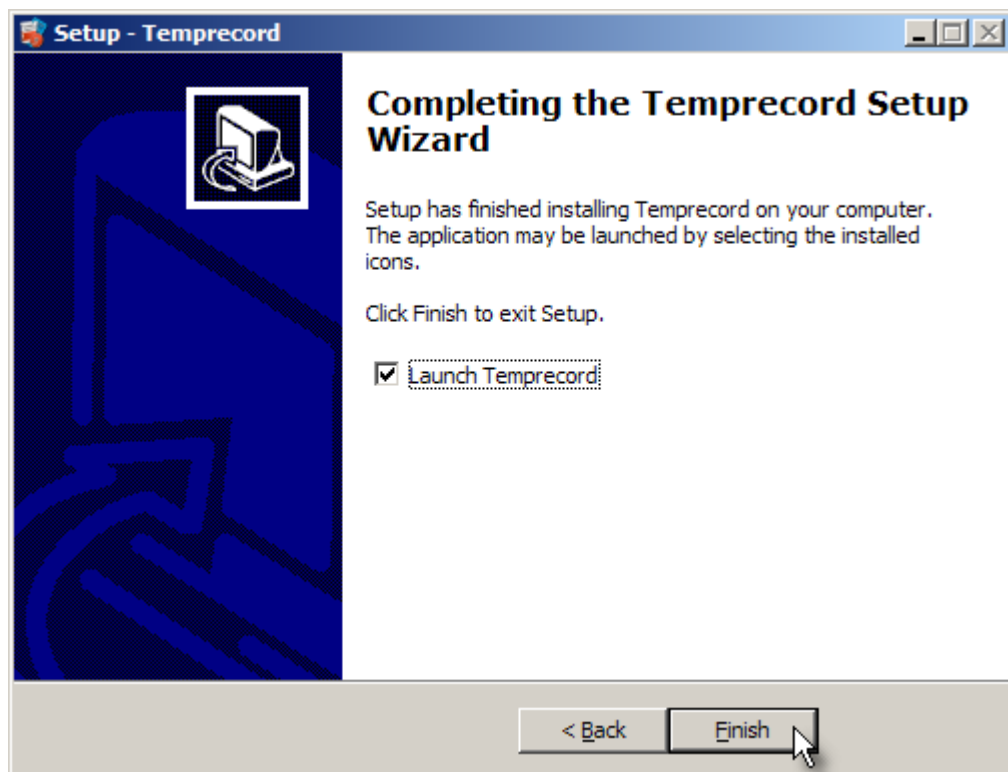 Setup - Temprecord
Completing the Temprecord Setup
Wizard
Setup has finished installing Temprecord on your computer.
The application may be launched by selecting the installed
icons.
Click Finish to exit Setup.
Launch Temprecord
< Back
Finish